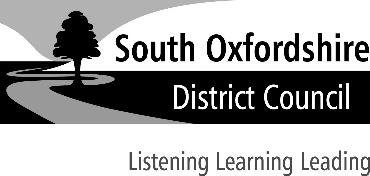 South Oxfordshire
District Council
Listening Learning Leading